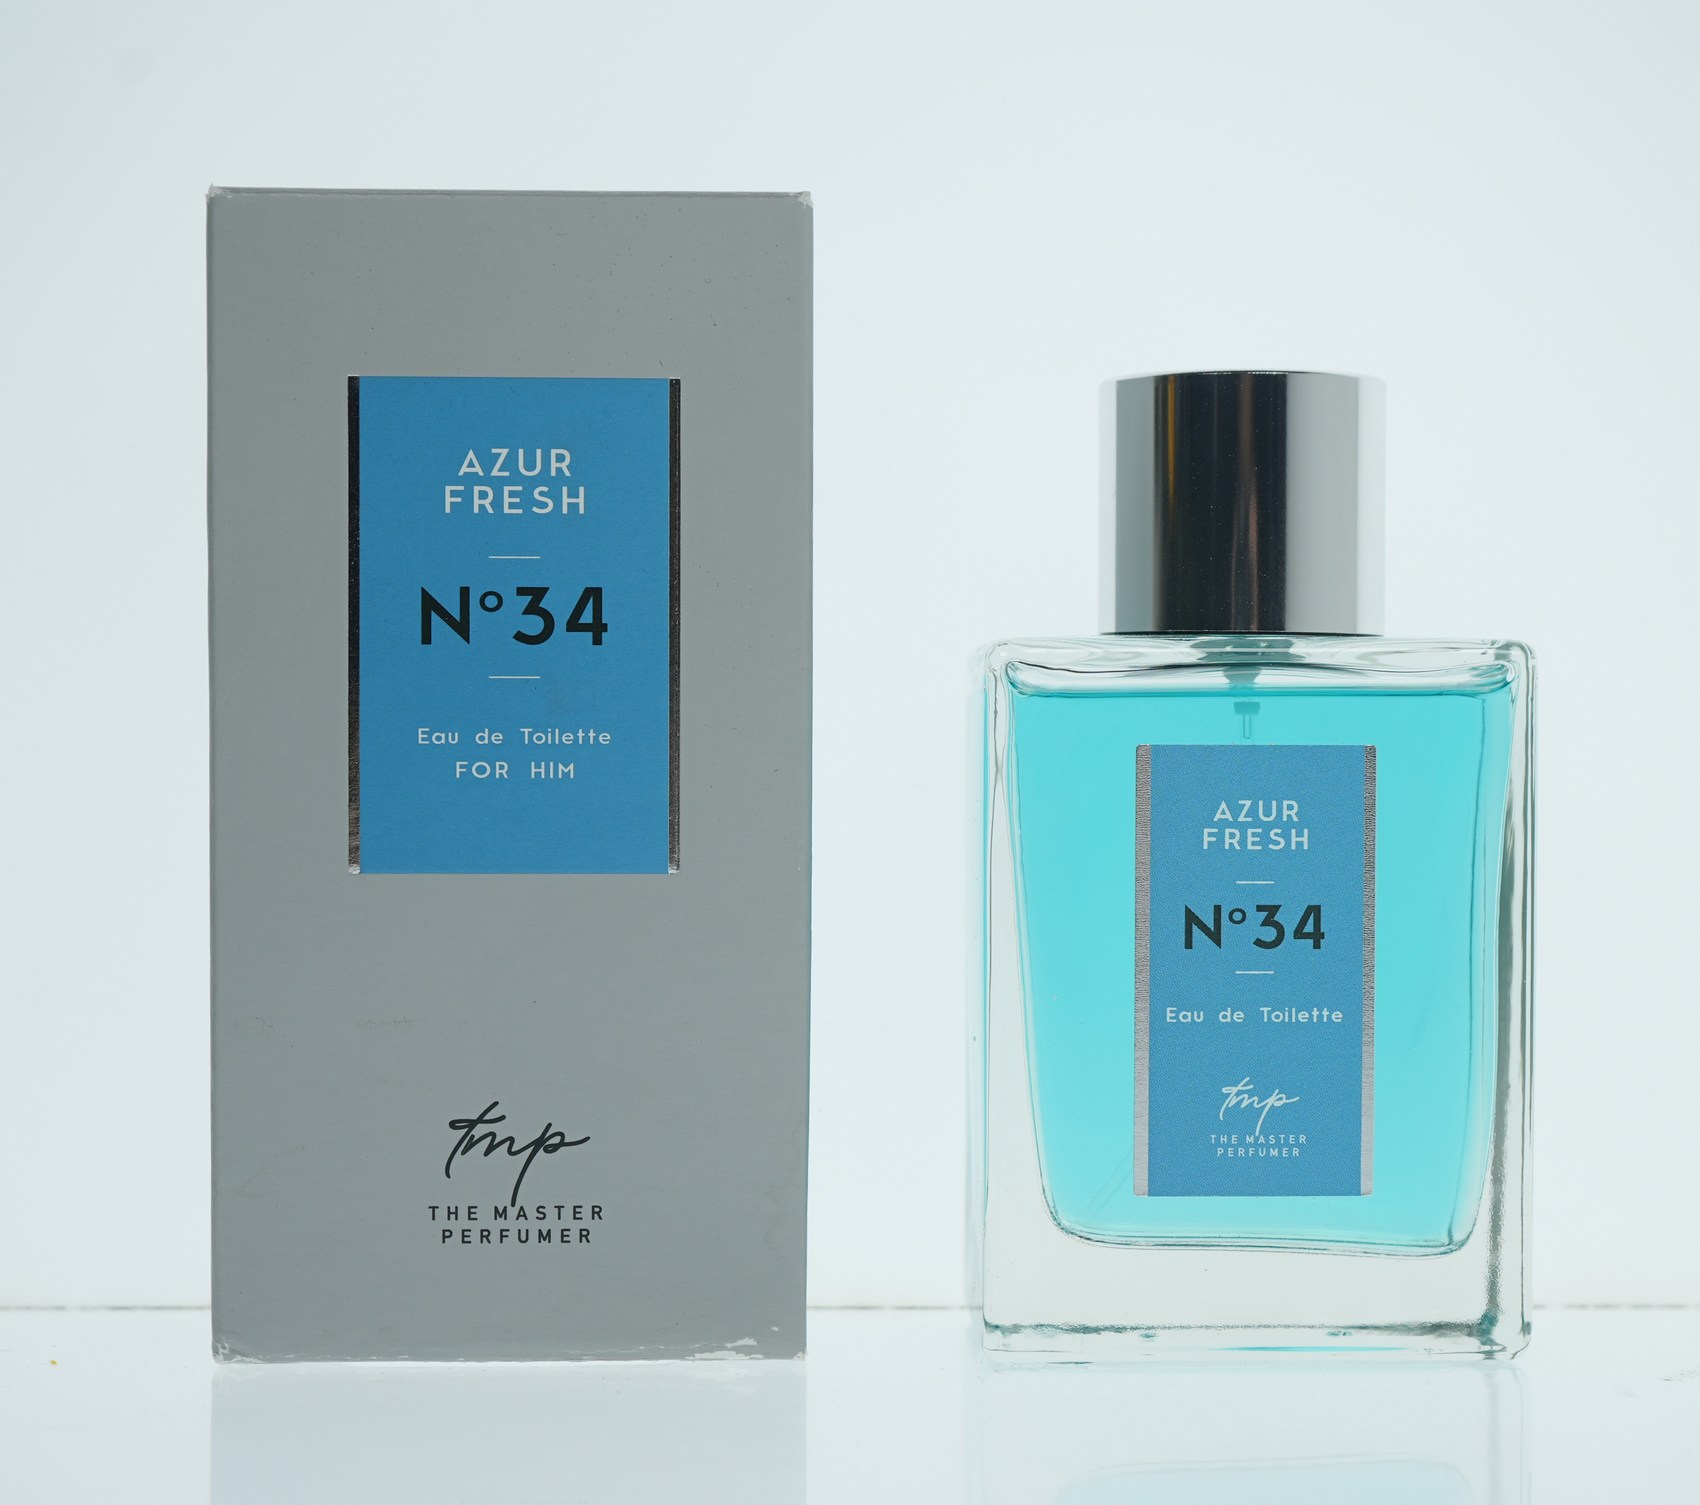 AZUR
FRESH
N°34
Eau de Toilette
FOR HIM
tmp
THE MASTER
PERFUMER
AZUR
FRESH
N°34
Eau de Toilette
tmp
THE MASTER
PERFUMER